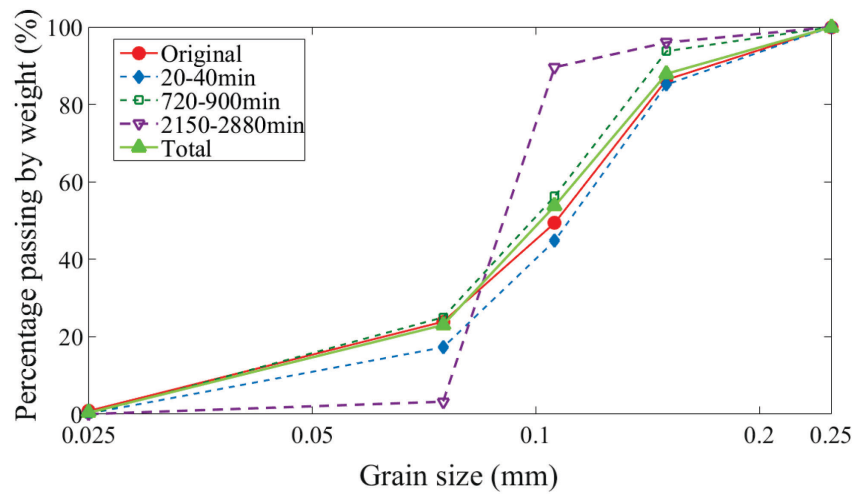 Percentage passing by weight (%)
100
80
60
40
20
0
Original
20-40min
720-900min
2150-2880min
Total
0.025
0.05
0.1
0.2
0.25
Grain size (mm)